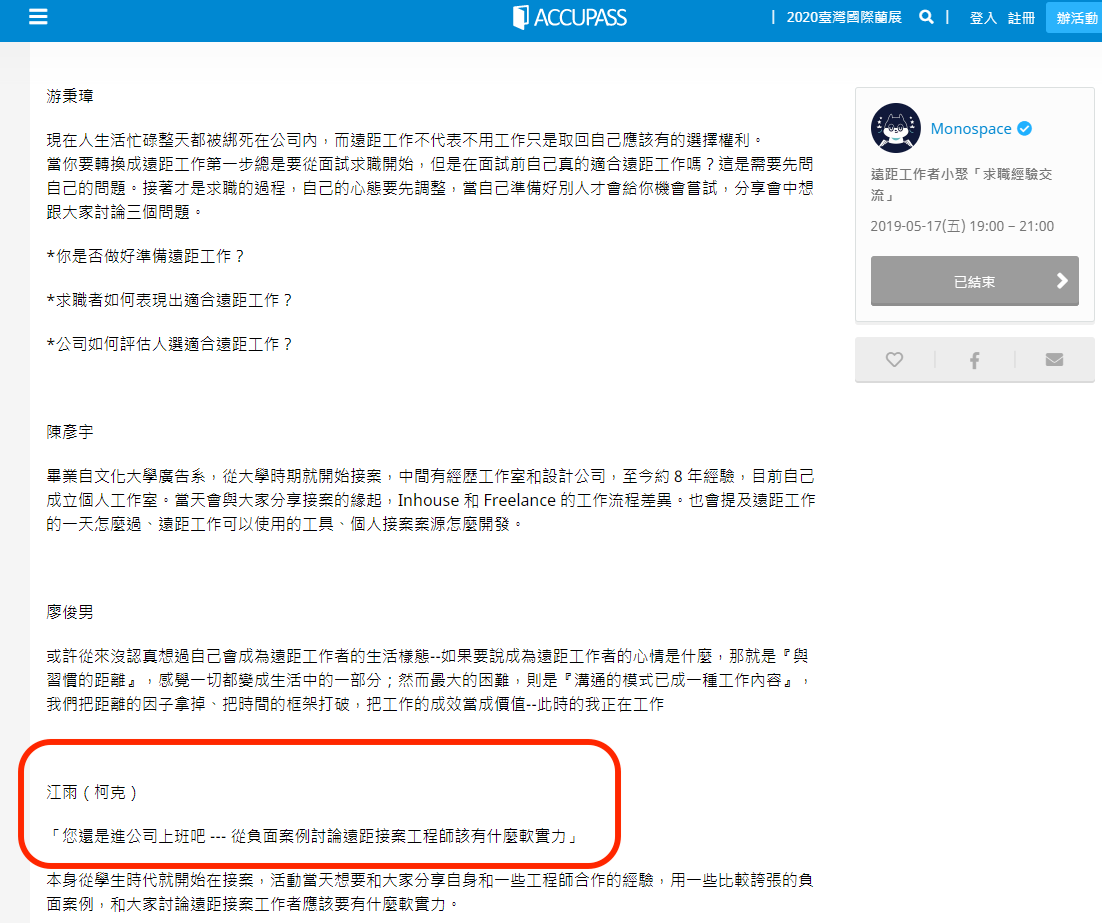 ACCUPASS
2020臺灣國際蘭展
登入 註冊 辦活動
游秉瑋
現在人生活忙碌整天都被綁死在公司內，而遠距工作不代表不用工作只是取回自己應該有的選擇權利。
當你要轉換成遠距工作第一步總是要從面試求職開始，但是在面試前自己真的適合遠距工作嗎？這是需要先問
自己的問題。接著才是求職的過程，自己的心態要先調整，當自己準備好別人才會給你機會嘗試，分享會中想
跟大家討論三個問題。
*你是否做好準備遠距工作？
*求職者如何表現出適合遠距工作？
*公司如何評估人選適合遠距工作？
陳彥宇
畢業自文化大學廣告系，從大學時期就開始接案，中間有經歷工作室和設計公司，至今約 8 年經驗，目前自己
成立個人工作室。當天會與大家分享接案的緣起，Inhouse 和 Freelance 的工作流程差異。也會提及遠距工作
的一天怎麼過、遠距工作可以使用的工具、個人接案案源怎麼開發。
廖俊男
或許從來沒認真想過自己會成為遠距工作者的生活樣態--如果要說成為遠距工作者的心情是什麼，那就是『與
習慣的距離』，感覺一切都變成生活中的一部分；然而最大的困難，則是『溝通的模式已成一種工作內容』，
我們把距離的因子拿掉、把時間的框架打破，把工作的成效當成價值--此時的我正在工作
江雨（柯克）
「您還是進公司上班吧 --- 從負面案例討論遠距接案工程師該有什麼軟實力」
本身從學生時代就開始在接案，活動當天想要和大家分享自身和一些工程師合作的經驗，用一些比較誇張的負
面案例，和大家討論遠距接案工作者應該要有什麼軟實力。
Monospace
遠距工作者小聚「求職經驗交
流」
2019-05-17(五) 19:00 – 21:00
已結束